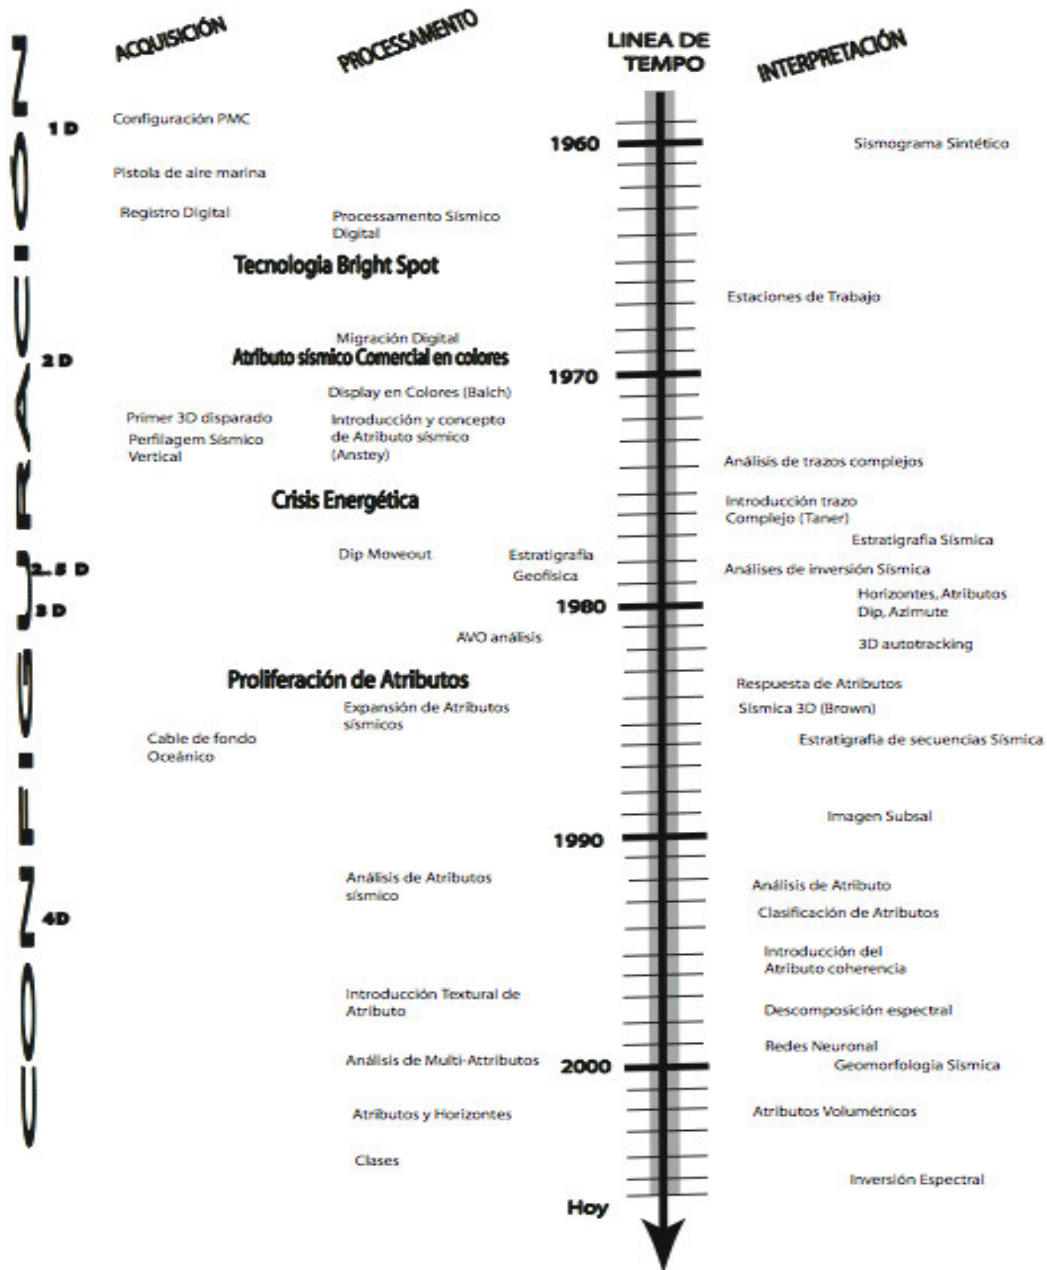 CONFIGURACION
ACQUISICIÓN
PROCESSAMENTO
LINEA DE
TEMPO
INTERPRETACIÓN
1D
Configuración PMC
1960
Sismograma Sintético
Pistola de aire marina
Registro Digital
Processamento Sísmico
Digital
Tecnologia Bright Spot
Estaciones de Trabajo
Migración Digital
2D
Atributo sísmico Comercial en colores
1970
Display en Colores (Balch)
Primer 3D disparado
Perfilagem Sísmico
Vertical
Introducción y concepto
de Atributo sísmico
(Anstey)
Análisis de trazos complejos
Crisis Energética
Introducción trazo
Complejo (Taner)
Estratigrafia Sísmica
Dip Moveout
Estratigrafia
Geofísica
2.5 D
Análises de inversión Sísmica
3D
1980
Horizontes, Atributos
Dip, Azimute
AVO análisis
3D autotracking
Proliferación de Atributos
Respuesta de Atributos
Expansión de Atributos
sísmicos
Sísmica 3D (Brown)
Cable de fondo
Oceánico
Estratigrafia de secuencias Sísmica
Imagen Subsal
1990
Análisis de Atributos
sísmico
Análisis de Atributo
4D
Clasificación de Atributos
Introducción del
Atributo coherencia
Introducción Textural de
Atributo
Descomposición espectral
Redes Neuronal
Análisis de Multi-Attributos
2000
Geomorfologia Sísmica
Atributos y Horizontes
Atributos Volumétricos
Clases
Inversión Espectral
Hoy